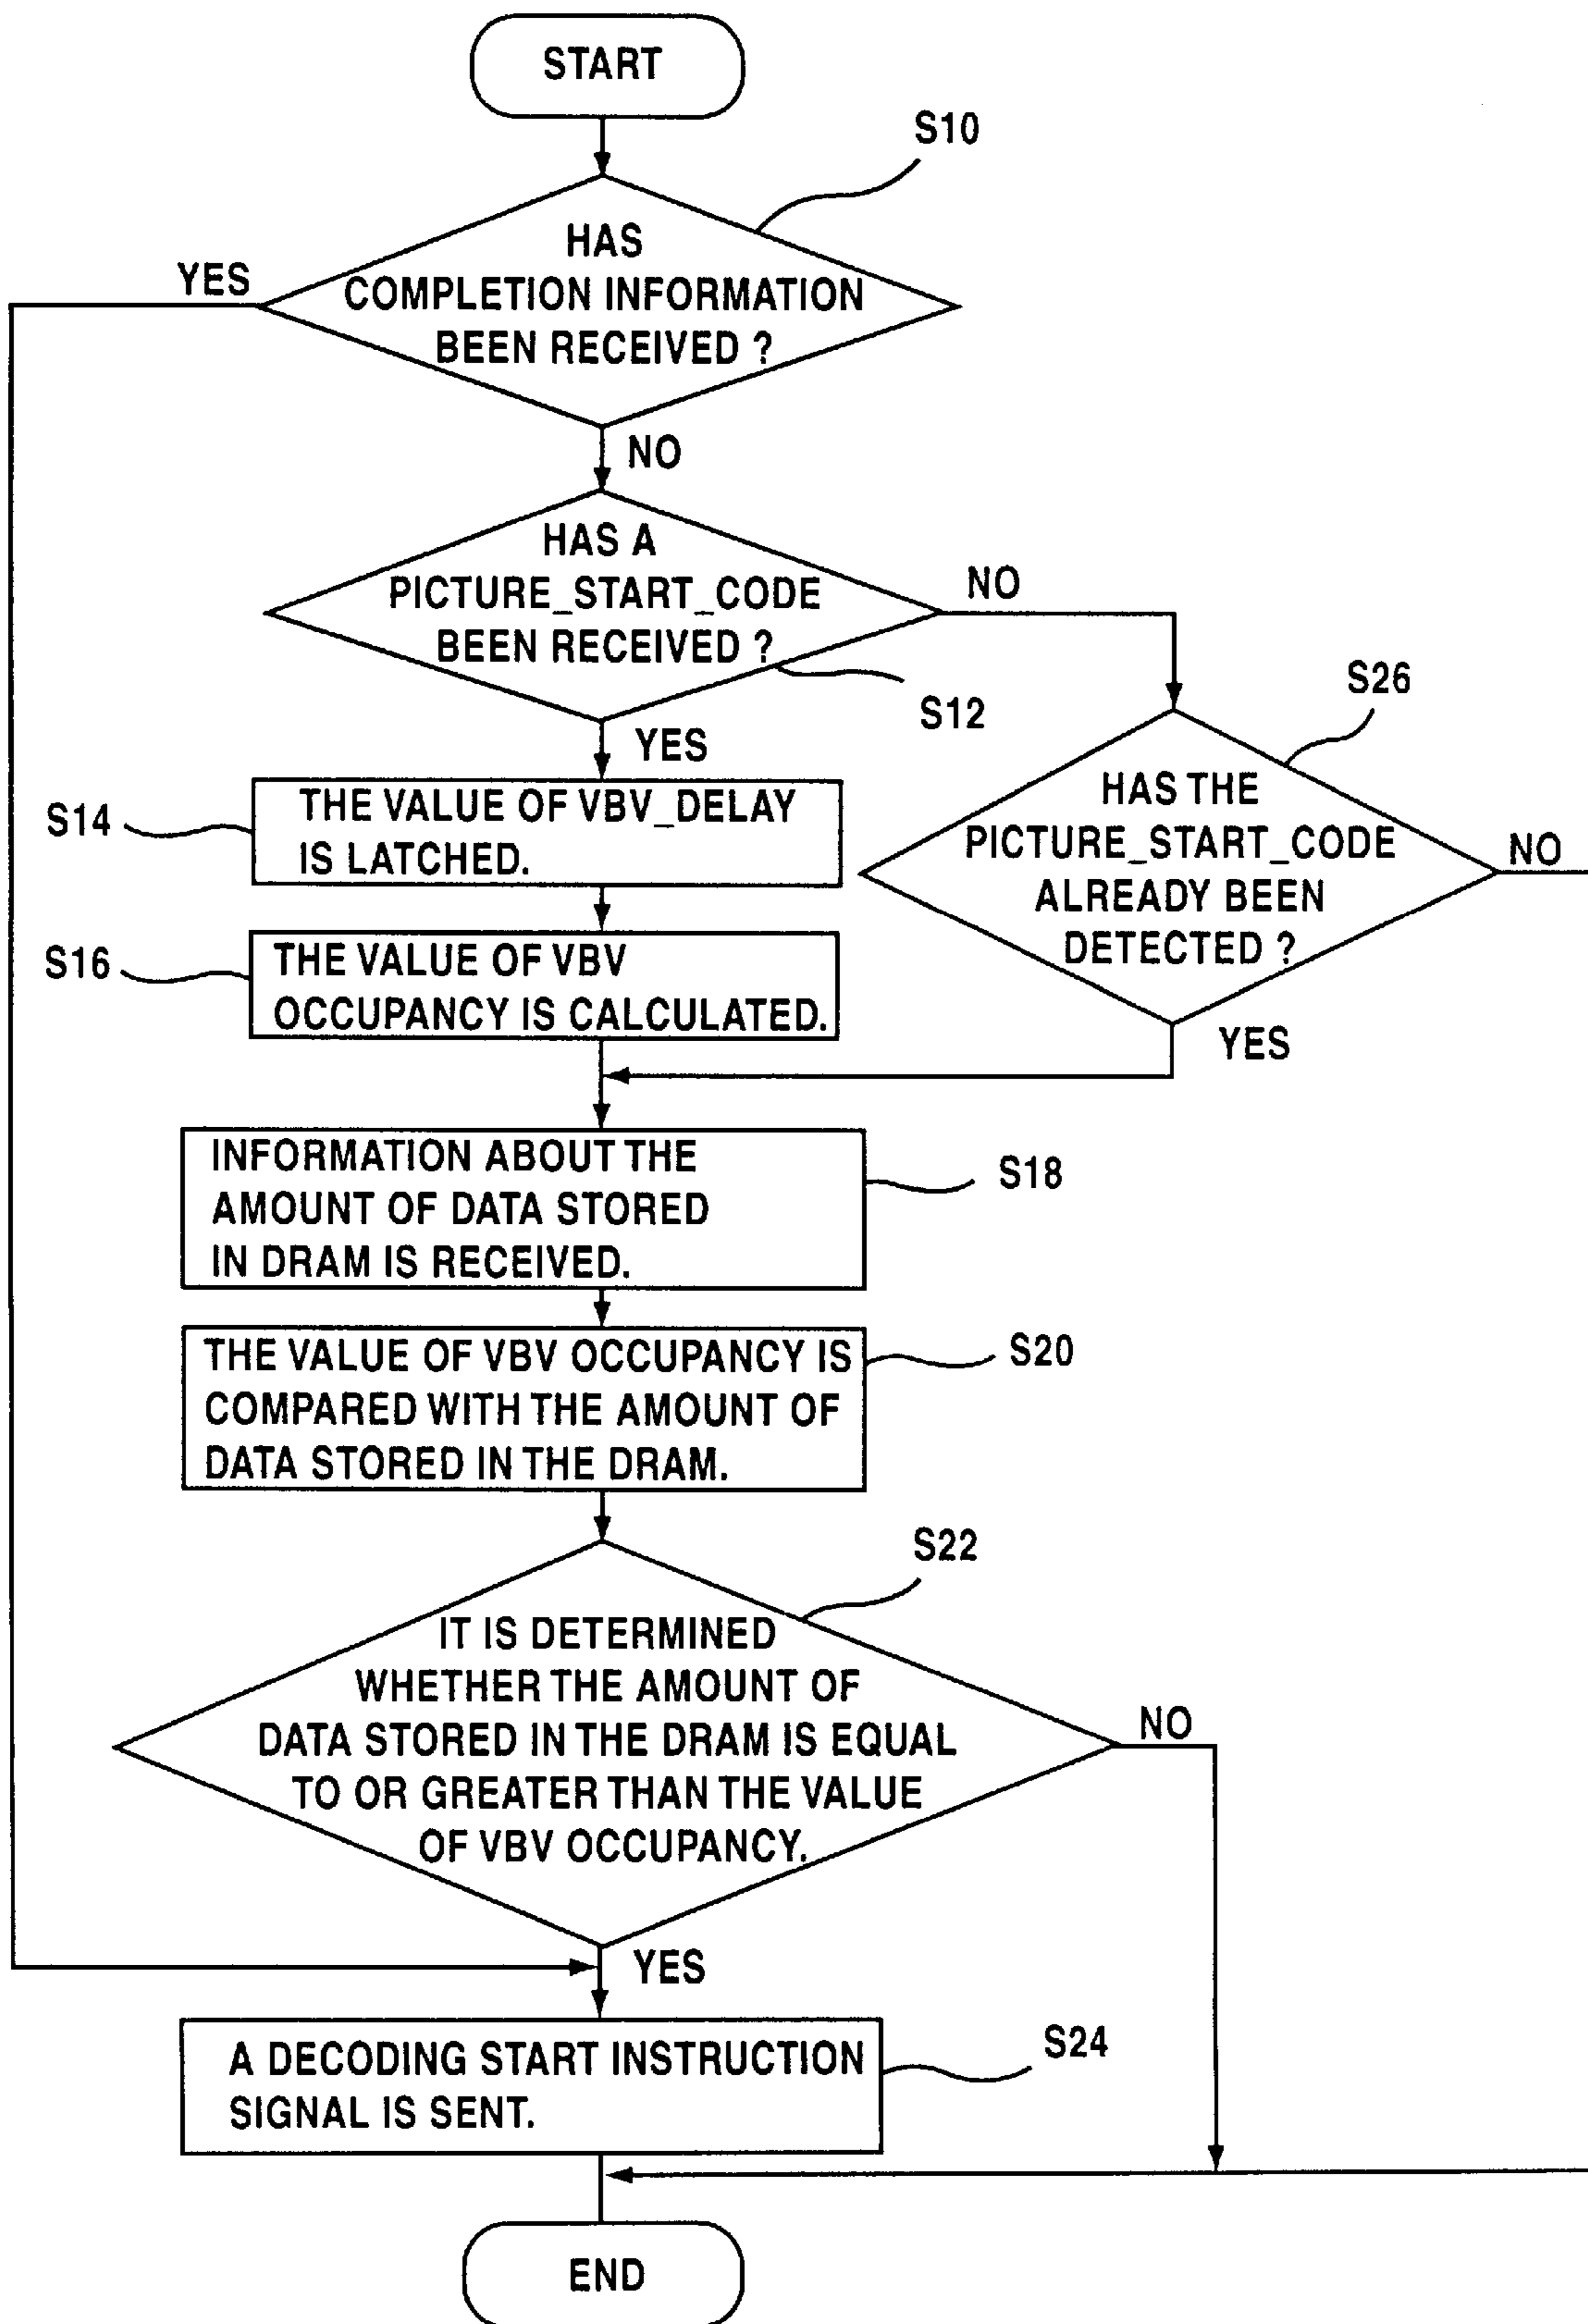 START
S10
HAS
COMPLETION INFORMATION
BEEN RECEIVED ?
YES
NO
HAS A
PICTURE_START_CODE
BEEN RECEIVED ?
NO
S12
YES
S26
HAS THE
PICTURE_START_CODE
ALREADY BEEN
DETECTED ?
NO
YES
S14
THE VALUE OF VBV_DELAY
IS LATCHED.
S16
THE VALUE OF VBV
OCCUPANCY IS CALCULATED.
INFORMATION ABOUT THE
AMOUNT OF DATA STORED
IN DRAM IS RECEIVED.
S18
THE VALUE OF VBV OCCUPANCY IS
COMPARED WITH THE AMOUNT OF
DATA STORED IN THE DRAM.
S20
S22
IT IS DETERMINED
WHETHER THE AMOUNT OF
DATA STORED IN THE DRAM IS EQUAL
TO OR GREATER THAN THE VALUE
OF VBV OCCUPANCY.
NO
YES
A DECODING START INSTRUCTION
SIGNAL IS SENT.
S24
END